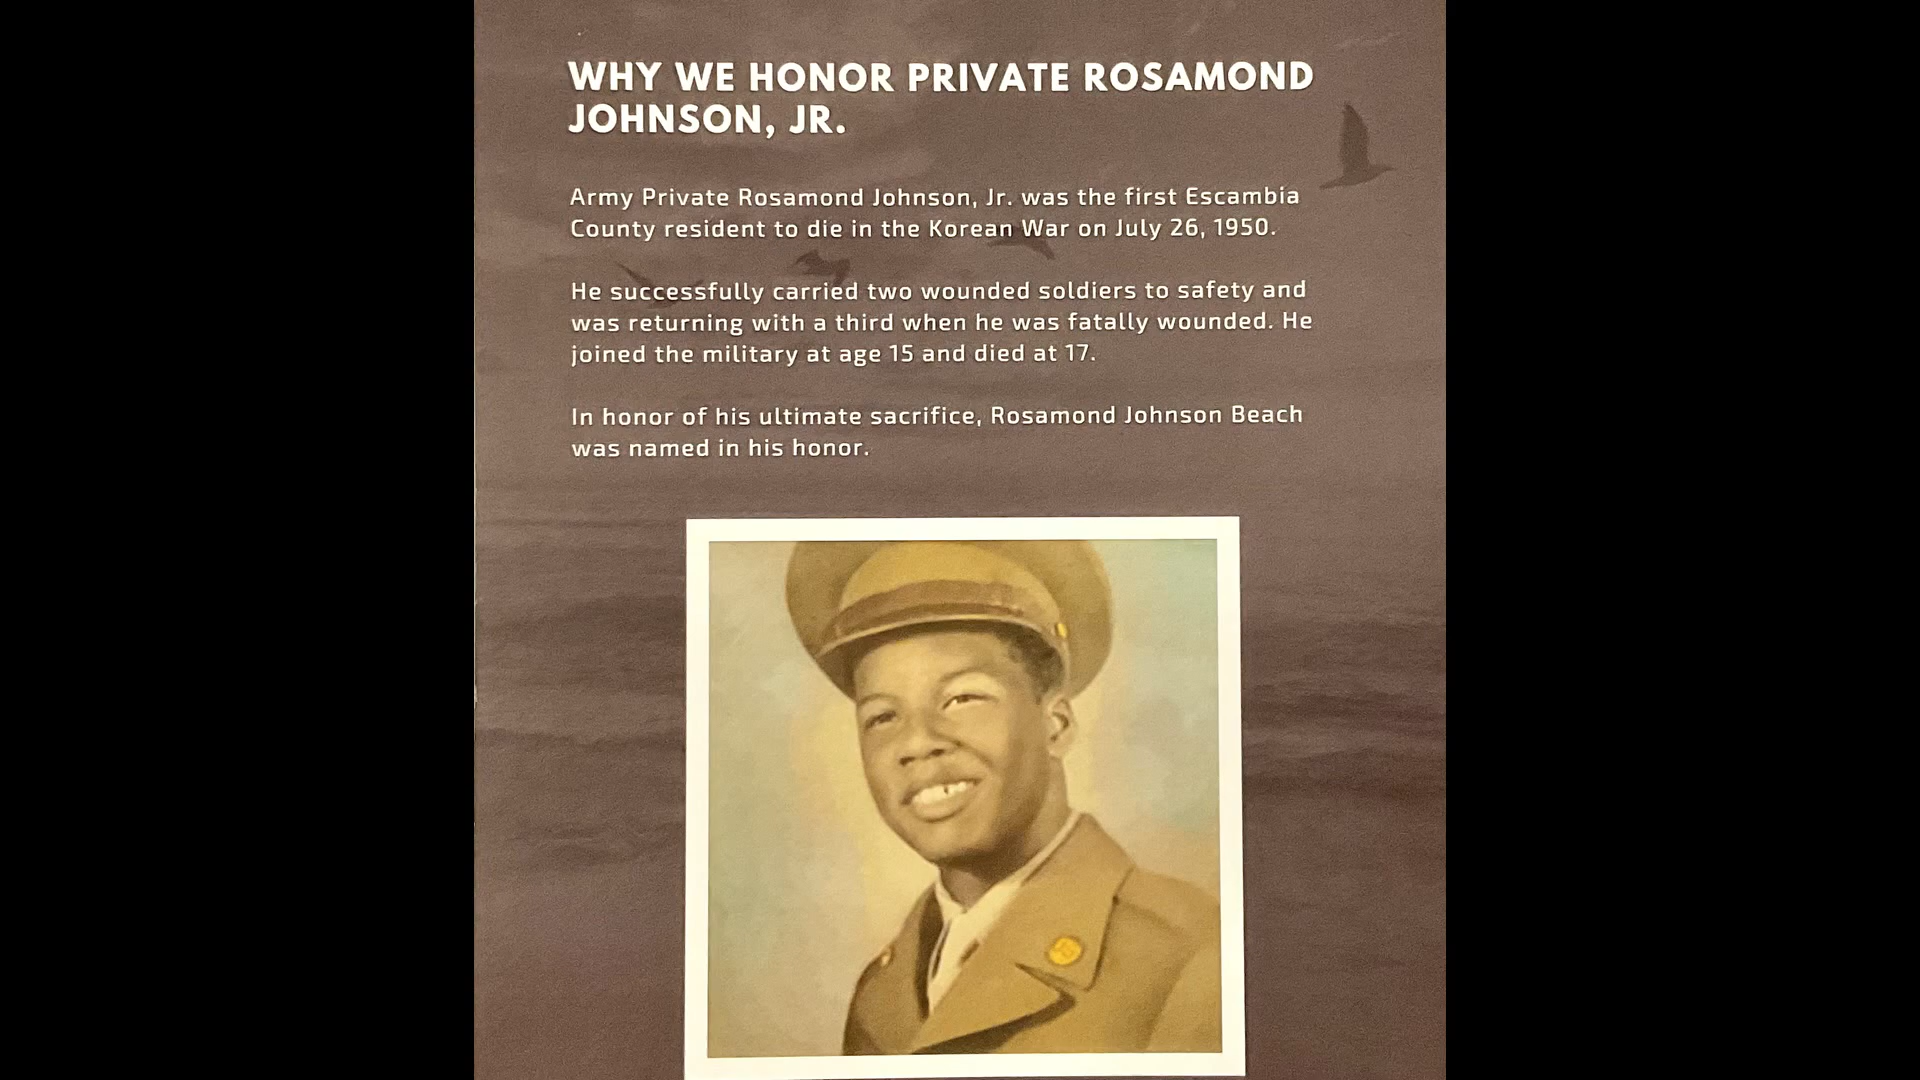 WHY WE HONOR PRIVATE ROSAMOND
JOHNSON, JR.
Army Private Rosamond Johnson, Jr. was the first Escambia
County resident to die in the Korean War on July 26, 1950.
He successfully carried two wounded soldiers to safety and
was returning with a third when he was fatally wounded. He
joined the military at age 15 and died at 17.
In honor of his ultimate sacrifice, Rosamond Johnson Beach
was named in his honor.